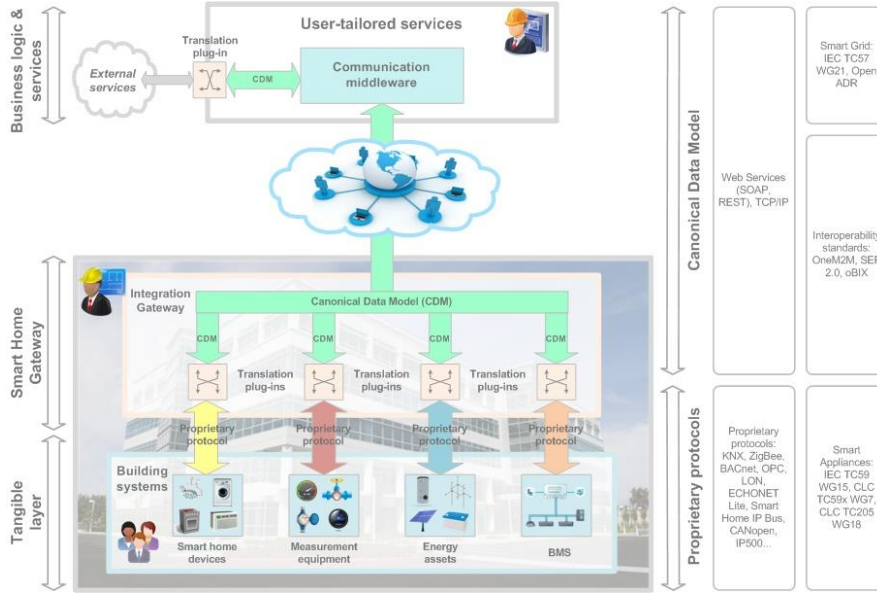 Business logic &
services
User-tailored services
Translation
plug-in
External
services
CDM
Communication
middleware
Smart Home
Gateway
Integration
Gateway
Canonical Data Model (CDM)
CDM
CDM
CDM
CDM
Translation
plug-ins
Translation
plug-ins
Translation
plug-ins
Proprietary
protocol
Proprietary
protocol
Proprietary
protocol
Proprietary
protocol
Tangible
layer
Building
systems
Smart home
devices
Measurement
equipment
Energy
assets
BMS
Canonical Data Model
Proprietary protocols
Web Services
(SOAP,
REST), TCP/IP
Smart Grid:
IEC TC57
WG21, Open
ADR
Interoperability
standards:
OneM2M, SEP
2.0, oBIX
Proprietary
protocols:
KNX, ZigBee,
BACnet, OPC,
LON,
ECHONET
Lite, Smart
Home IP Bus,
CANopen,
IP500...
Smart
Appliances:
IEC TC59
WG15, CLC
TC59x WG7,
CLC TC205
WG18